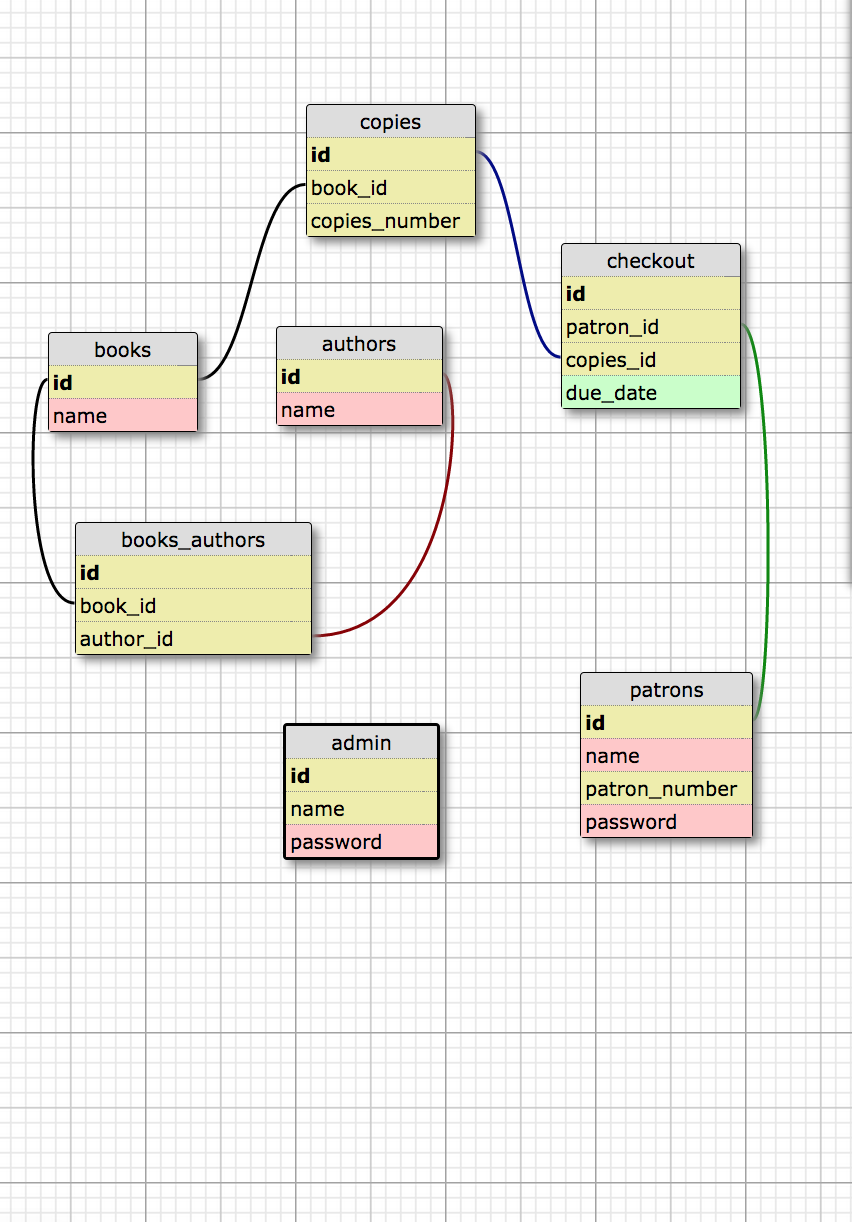 copies
id
book_id
copies_number
checkout
id
patron_id
copies_id
due_date
books
id
name
authors
id
name
books_authors
id
book_id
author_id
patrons
id
name
patron_number
password
admin
id
name
password